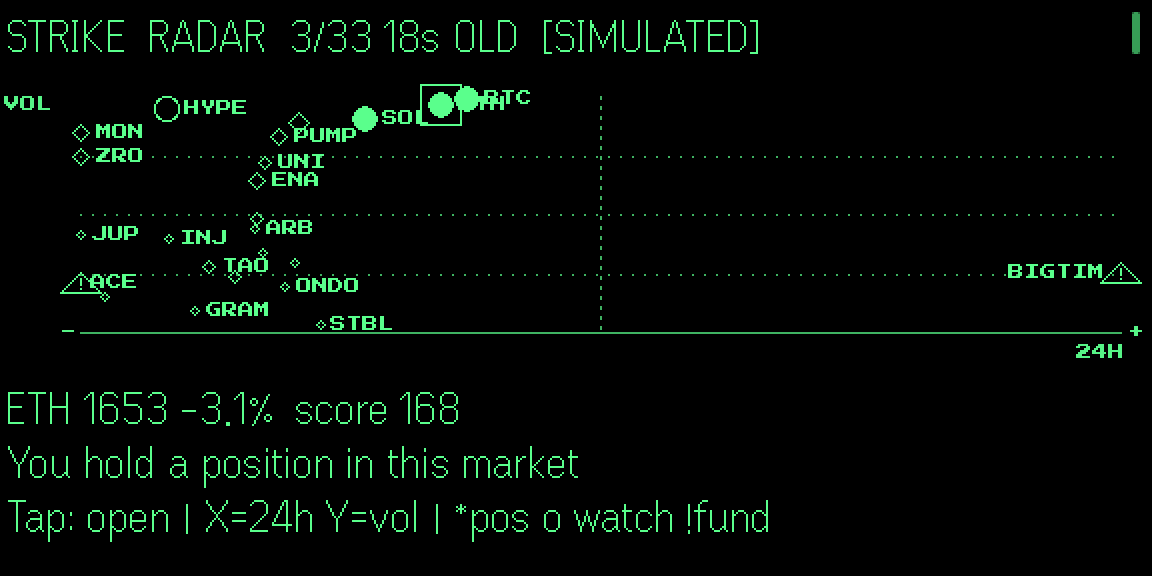 STRIKE RADAR 3/33 18s OLD [SIMULATED]
VOL
HYPE
BTC
MON
SOL
PUMP
ZRO
UNI
ENA
JUP
INJ
ARB
TAO
ACE
ONDO
BIGTIM
GRAM
STBL
- +
24H
ETH 1653 -3.1% score 168
You hold a position in this market
Tap: open | X=24h Y=vol | *pos o watch !fund